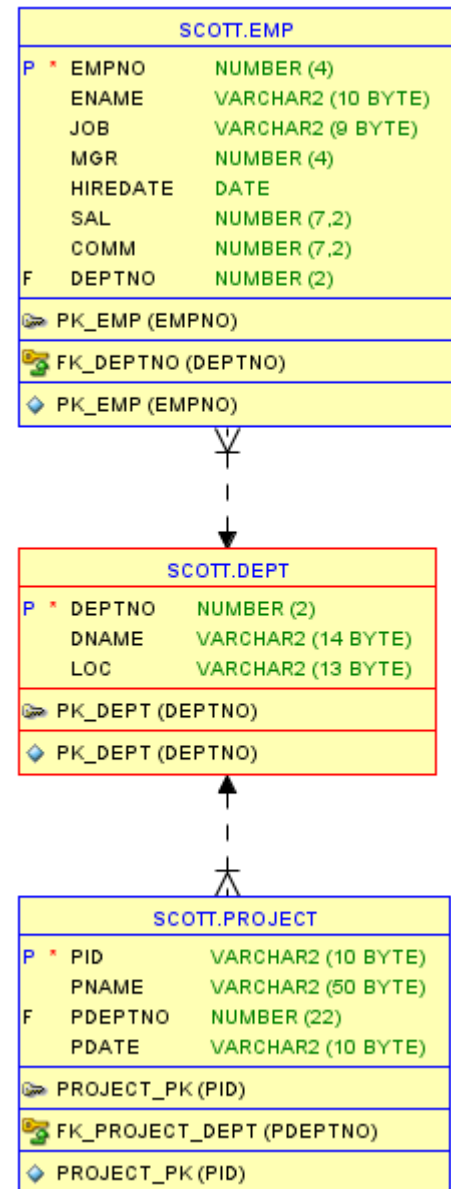 SCOTT.EMP
P * EMPNO NUMBER (4)
ENAME VARCHAR2 (10 BYTE)
JOB VARCHAR2 (9 BYTE)
MGR NUMBER (4)
HIREDATE DATE
SAL NUMBER (7,2)
COMM NUMBER (7,2)
F DEPTNO NUMBER (2)
PK_EMP (EMPNO)
FK_DEPTNO (DEPTNO)
PK_EMP (EMPNO)
SCOTT.DEPT
P * DEPTNO NUMBER (2)
DNAME VARCHAR2 (14 BYTE)
LOC VARCHAR2 (13 BYTE)
PK_DEPT (DEPTNO)
PK_DEPT (DEPTNO)
SCOTT.PROJECT
P * PID VARCHAR2 (10 BYTE)
PNAME VARCHAR2 (50 BYTE)
F PDEPTNO NUMBER (22)
PDATE VARCHAR2 (10 BYTE)
PROJECT_PK (PID)
FK_PROJECT_DEPT (PDEPTNO)
PROJECT_PK (PID)